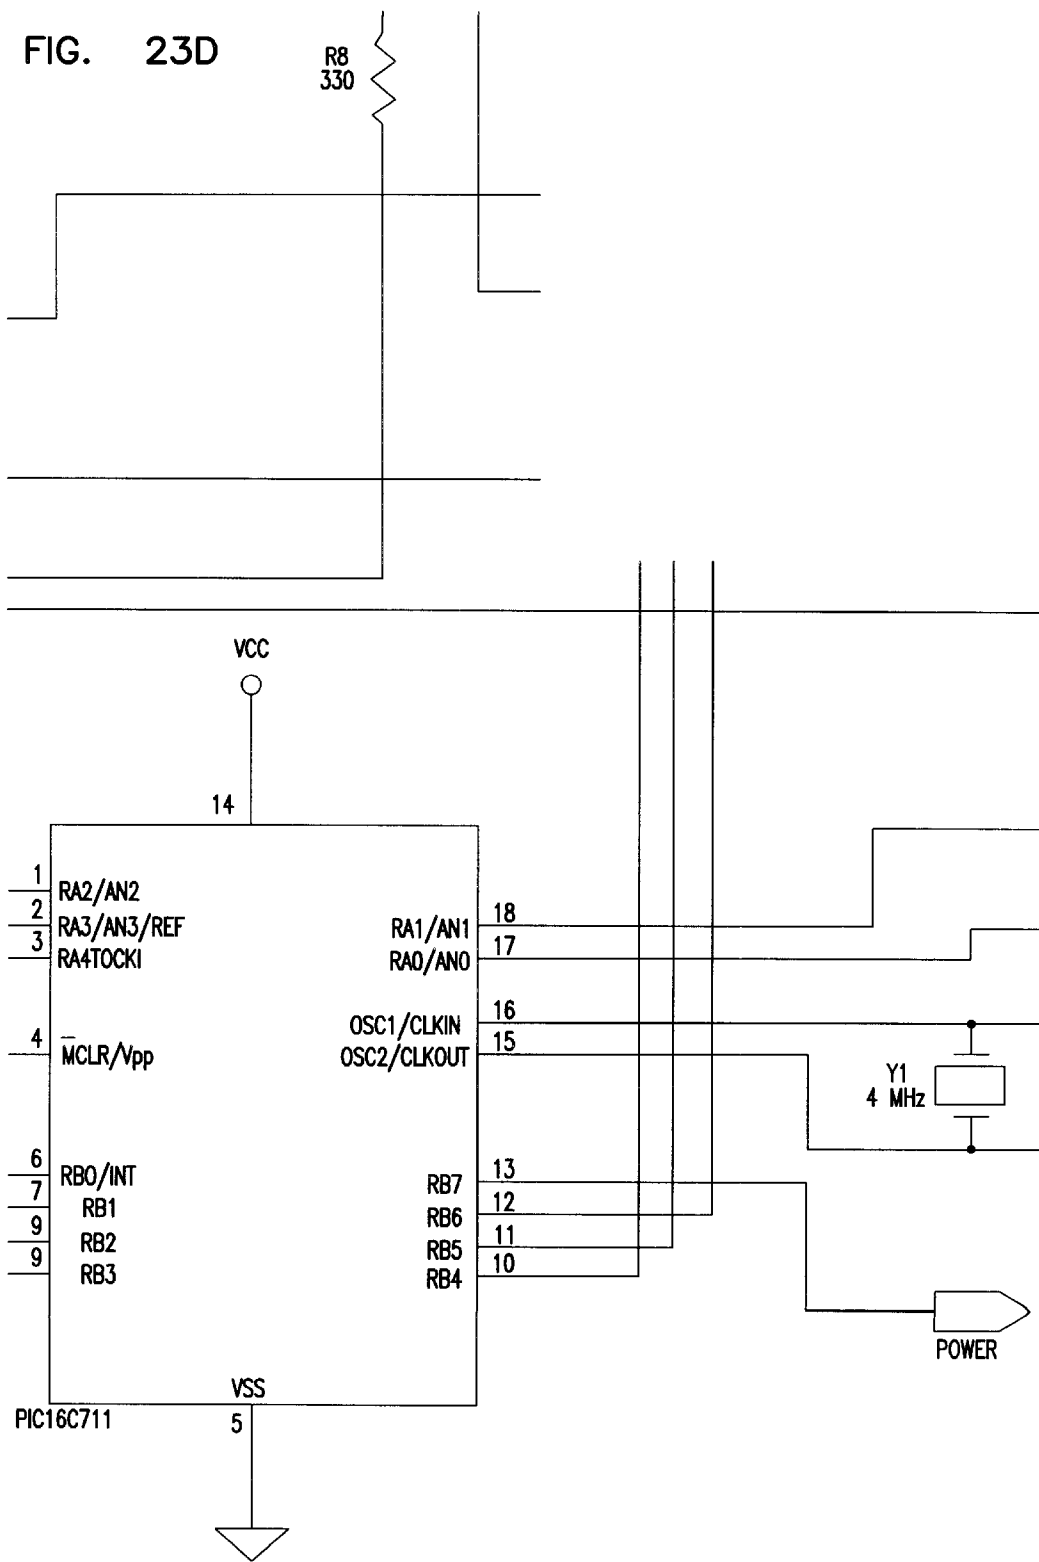 FIG. 23D
R8
330
VCC
14
1
RA2/AN2
2
RA3/AN3/REF
3
RA4TOCKI
4
MCLR/Vpp
6
RB0/INT
7
RB1
9
RB2
9
RB3
RA1/AN1
18
RA0/AN0
17
OSC1/CLKIN
16
OSC2/CLKOUT
15
RB7
13
RB6
12
RB5
11
RB4
10
Y1
4 MHz
POWER
VSS
PIC16C711
5